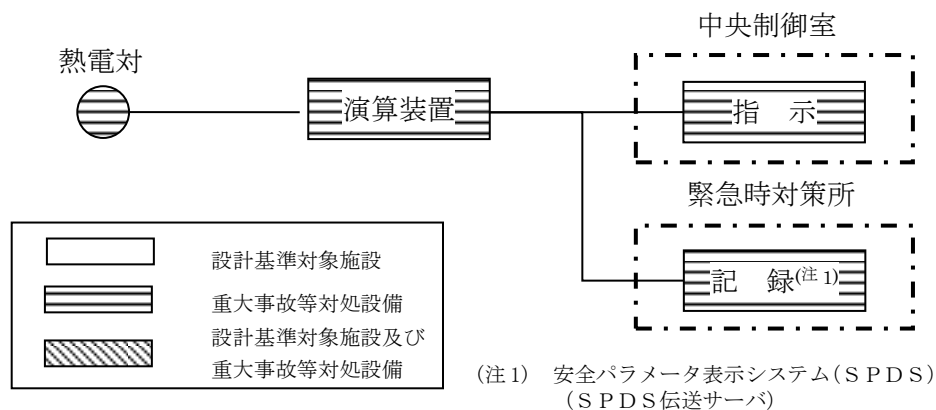 中央制御室
熱電対
演算装置
指　示
緊急時対策所
記　録(注1)
設計基準対象施設
重大事故等対処設備
設計基準対象施設及び
重大事故等対処設備
(注1)　安全パラメータ表示システム(ＳＰＤＳ)
(ＳＰＤＳ伝送サーバ)